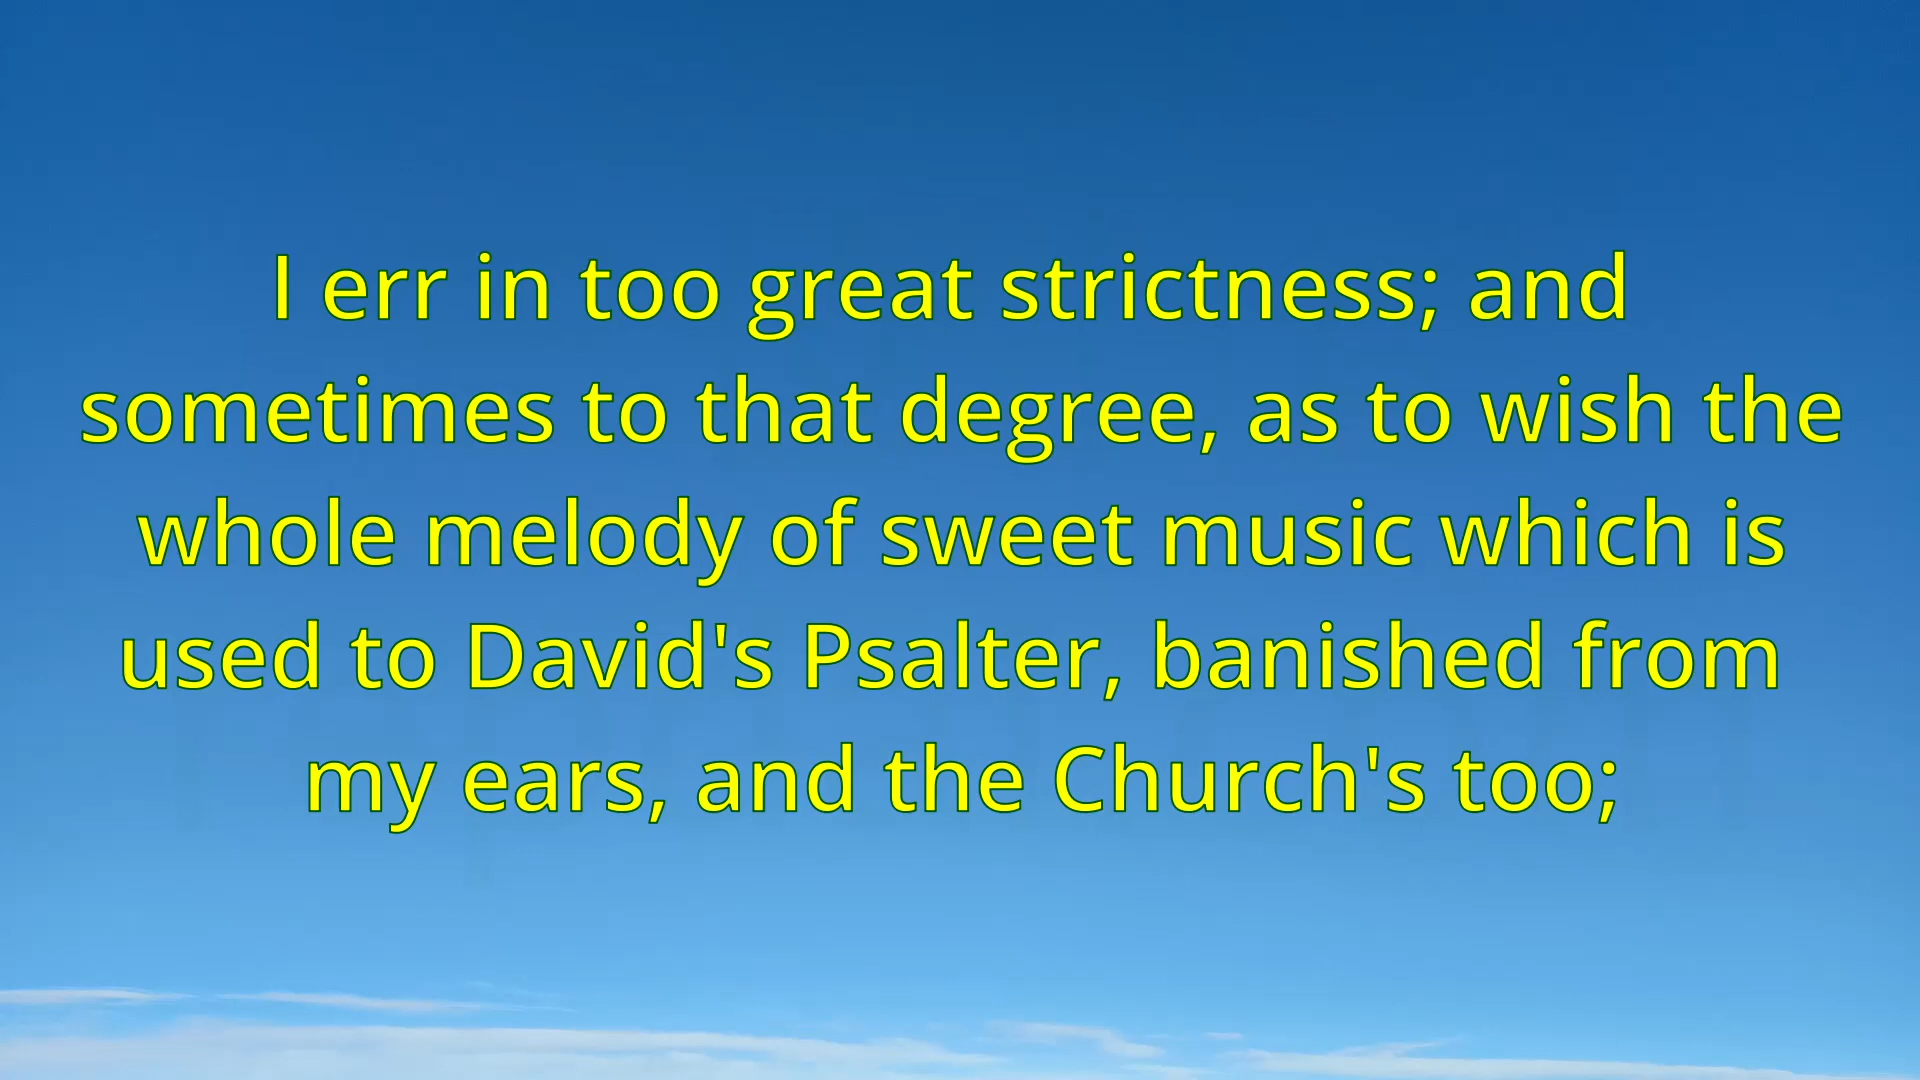 I err in too great strictness; and
sometimes to that degree, as to wish the
whole melody of sweet music which is
used to David's Psalter, banished from
my ears, and the Church's too;